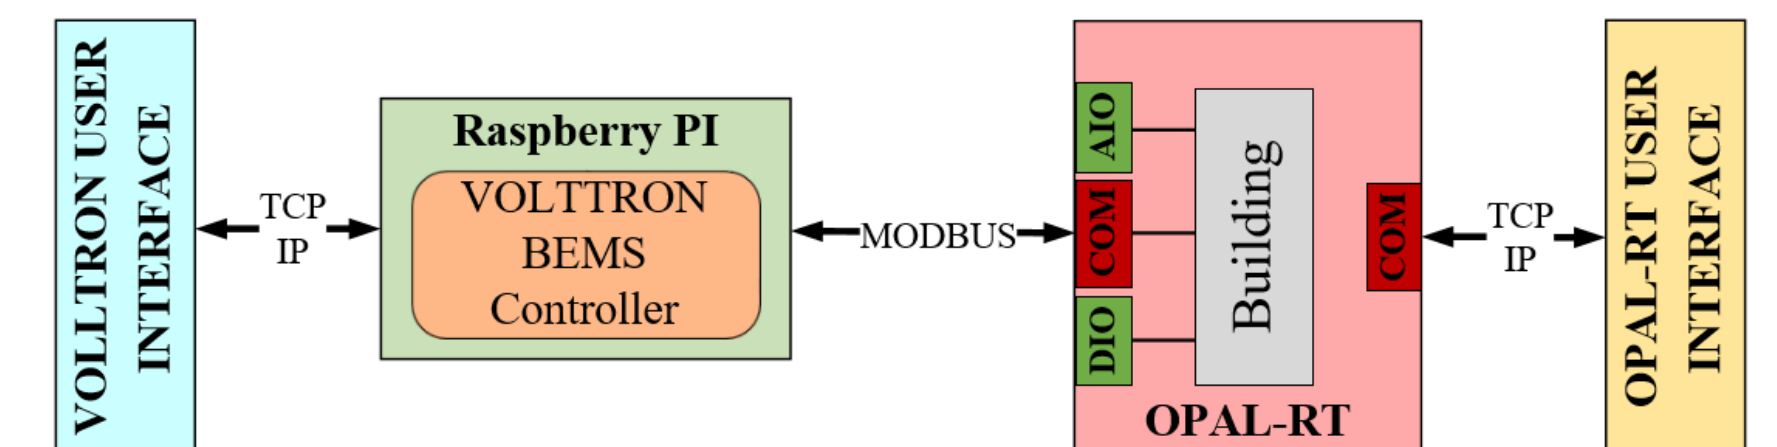 VOLLTRON USER
INTERFACE
TCP
IP
Raspberry PI
VOLTTRON
BEMS
Controller
MODBUS
AIO
COM
DIO
Building
OPAL-RT
COM
TCP
IP
OPAL-RT USER
INTERFACE